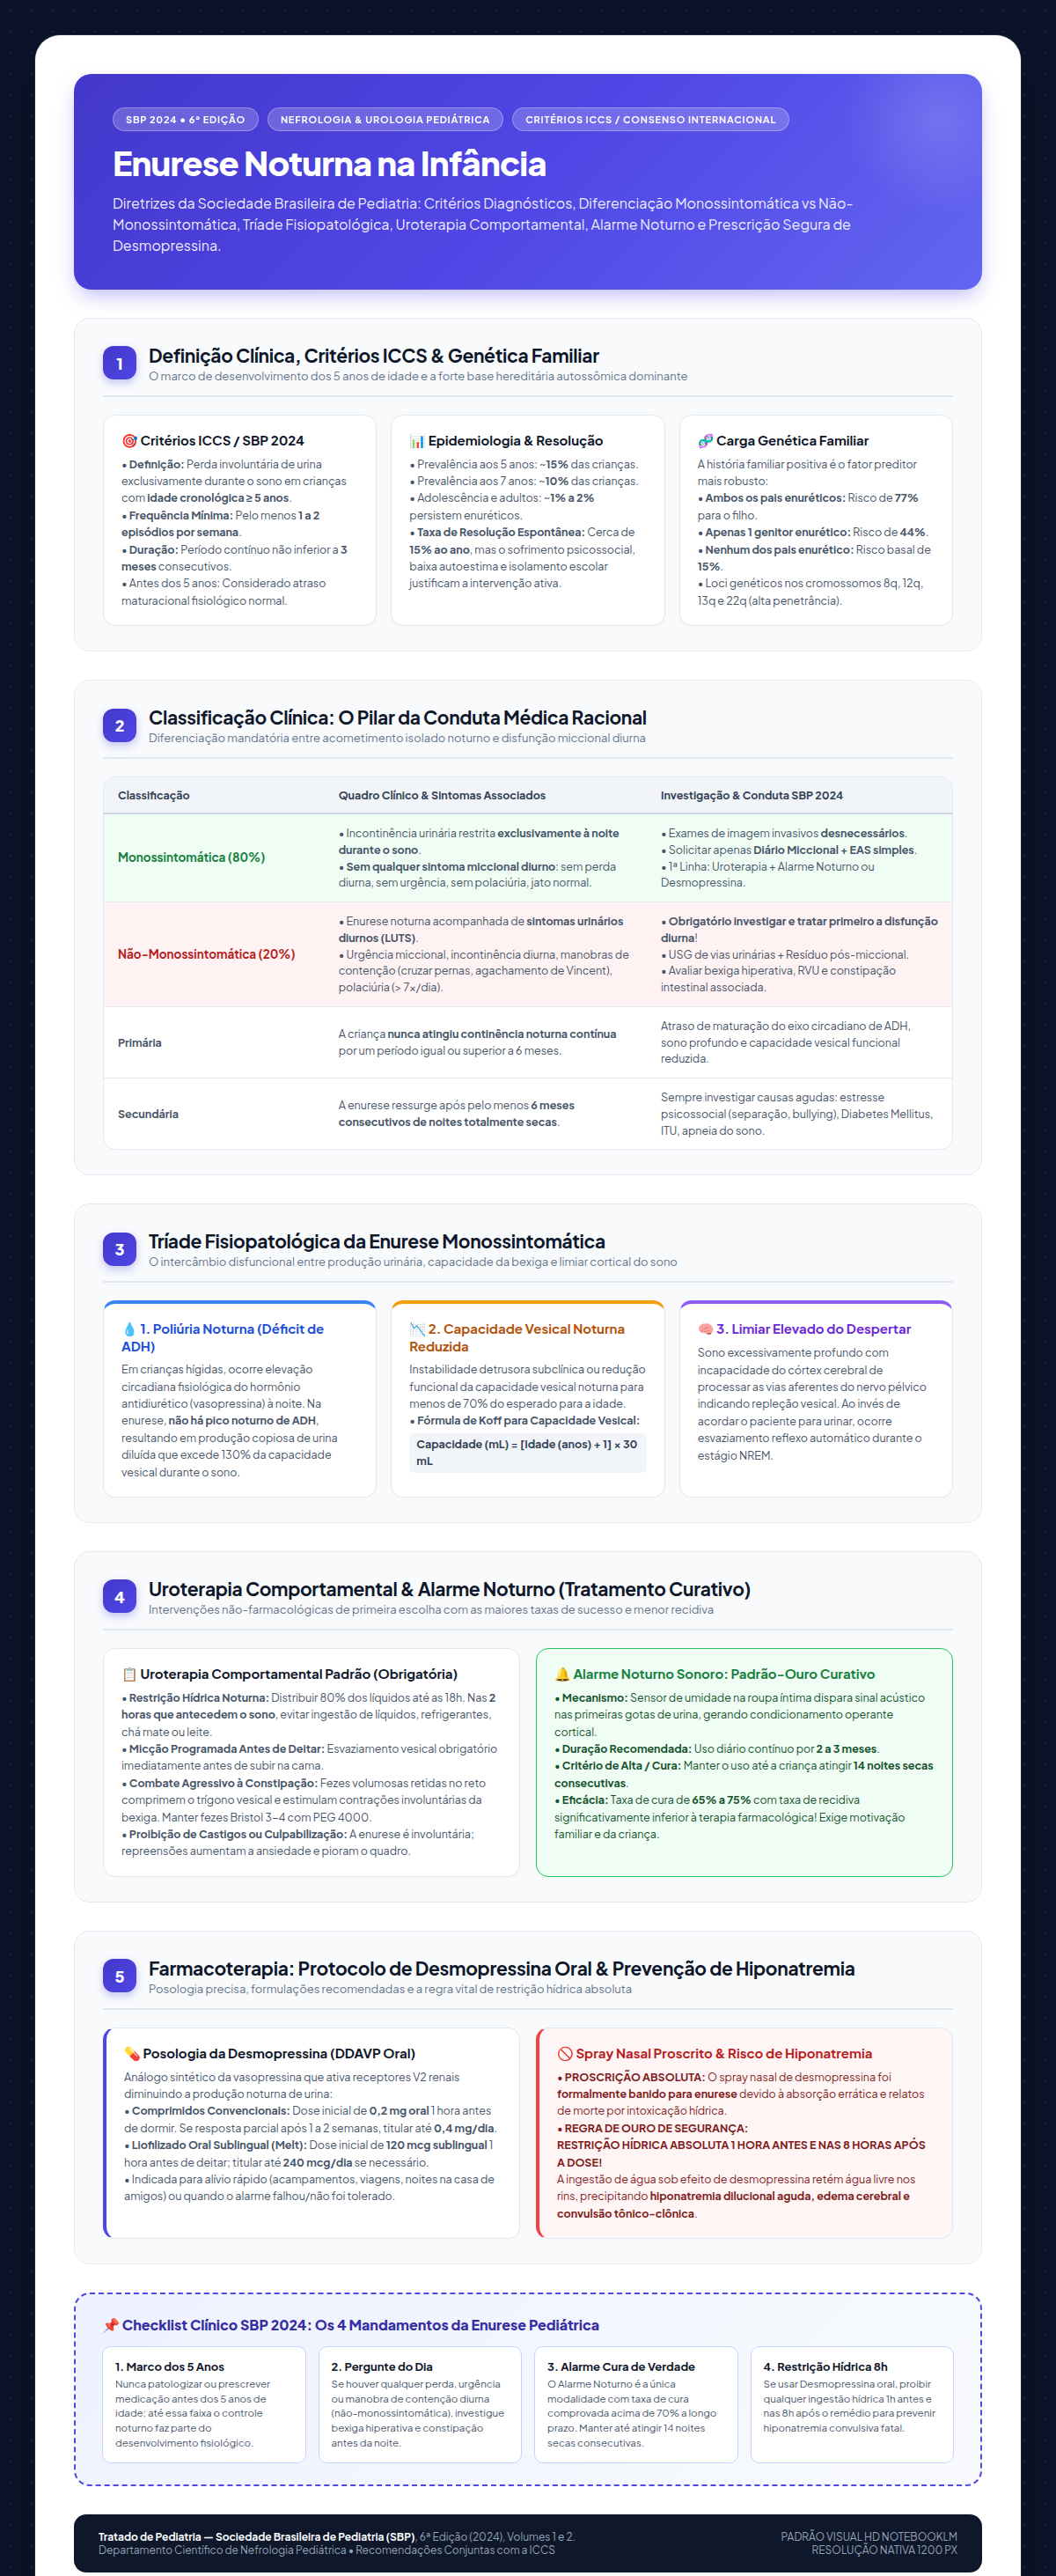 SBP 2024 • 6ª EDIÇÃO
NEFROLOGIA & UROLOGIA PEDIÁTRICA
CRITÉRIOS ICCS / CONSENSO INTERNACIONAL
Enurese Noturna na Infância
Diretrizes da Sociedade Brasileira de Pediatria: Critérios Diagnósticos, Diferenciação Monossintomática vs Não-
Monossintomática, Tríade Fisiopatológica, Uroterapia Comportamental, Alarme Noturno e Prescrição Segura de
Desmopressina.
1
Definição Clínica, Critérios ICCS & Genética Familiar
O marco de desenvolvimento dos 5 anos de idade e a forte base hereditária autossômica dominante
🎯 Critérios ICCS / SBP 2024
• Definição: Perda involuntária de urina
exclusivamente durante o sono em crianças
com idade cronológica ≥ 5 anos.
• Frequência Mínima: Pelo menos 1 a 2
episódios por semana.
• Duração: Período contínuo não inferior a 3
meses consecutivos.
• Antes dos 5 anos: Considerado atraso
maturacional fisiológico normal.
📊 Epidemiologia & Resolução
• Prevalência aos 5 anos: ~15% das crianças.
• Prevalência aos 7 anos: ~10% das crianças.
• Adolescência e adultos: ~1% a 2%
persistem enuréticos.
• Taxa de Resolução Espontânea: Cerca de
15% ao ano, mas o sofrimento psicossocial,
baixa autoestima e isolamento escolar
justificam a intervenção ativa.
🧬 Carga Genética Familiar
A história familiar positiva é o fator preditor
mais robusto:
• Ambos os pais enuréticos: Risco de 77%
para o filho.
• Apenas 1 genitor enurético: Risco de 44%.
• Nenhum dos pais enurético: Risco basal de
15%.
• Loci genéticos nos cromossomos 8q, 12q,
13q e 22q (alta penetrância).
2
Classificação Clínica: O Pilar da Conduta Médica Racional
Diferenciação mandatória entre acometimento isolado noturno e disfunção miccional diurna
Classificação
Quadro Clínico & Sintomas Associados
Investigação & Conduta SBP 2024
Monossintomática (80%)
• Incontinência urinária restrita exclusivamente à noite
durante o sono.
• Sem qualquer sintoma miccional diurno: sem perda
diurna, sem urgência, sem polaciúria, jato normal.
• Exames de imagem invasivos desnecessários.
• Solicitar apenas Diário Miccional + EAS simples.
• 1ª Linha: Uroterapia + Alarme Noturno ou
Desmopressina.
Não-Monossintomática (20%)
• Enurese noturna acompanhada de sintomas urinários
diurnos (LUTS).
• Urgência miccional, incontinência diurna, manobras de
contenção (cruzar pernas, agachamento de Vincent),
polaciúria (> 7×/dia).
• Obrigatório investigar e tratar primeiro a disfunção
diurna!
• USG de vias urinárias + Resíduo pós-miccional.
• Avaliar bexiga hiperativa, RVU e constipação
intestinal associada.
Primária
A criança nunca atingiu continência noturna contínua
por um período igual ou superior a 6 meses.
Atraso de maturação do eixo circadiano de ADH,
sono profundo e capacidade vesical funcional
reduzida.
Secundária
A enurese ressurge após pelo menos 6 meses
consecutivos de noites totalmente secas.
Sempre investigar causas agudas: estresse
psicossocial (separação, bullying), Diabetes Mellitus,
ITU, apneia do sono.
3
Tríade Fisiopatológica da Enurese Monossintomática
O intercâmbio disfuncional entre produção urinária, capacidade da bexiga e limiar cortical do sono
💧 1. Poliúria Noturna (Déficit de
ADH)
Em crianças hígidas, ocorre elevação
circadiana fisiológica do hormônio
antidiurético (vasopressina) à noite. Na
enurese, não há pico noturno de ADH,
resultando em produção copiosa de urina
diluída que excede 130% da capacidade
vesical durante o sono.
📉 2. Capacidade Vesical Noturna
Reduzida
Instabilidade detrusora subclínica ou redução
funcional da capacidade vesical noturna para
menos de 70% do esperado para a idade.
• Fórmula de Koff para Capacidade Vesical:
Capacidade (mL) = [Idade (anos) + 1] × 30
mL
🧠 3. Limiar Elevado do Despertar
Sono excessivamente profundo com
incapacidade do córtex cerebral de
processar as vias aferentes do nervo pélvico
indicando repleção vesical. Ao invés de
acordar o paciente para urinar, ocorre
esvaziamento reflexo automático durante o
estágio NREM.
4
Uroterapia Comportamental & Alarme Noturno (Tratamento Curativo)
Intervenções não-farmacológicas de primeira escolha com as maiores taxas de sucesso e menor recidiva
📋 Uroterapia Comportamental Padrão (Obrigatória)
• Restrição Hídrica Noturna: Distribuir 80% dos líquidos até as 18h. Nas 2
horas que antecedem o sono, evitar ingestão de líquidos, refrigerantes,
chá mate ou leite.
• Micção Programada Antes de Deitar: Esvaziamento vesical obrigatório
imediatamente antes de subir na cama.
• Combate Agressivo à Constipação: Fezes volumosas retidas no reto
comprimem o trígono vesical e estimulam contrações involuntárias da
bexiga. Manter fezes Bristol 3–4 com PEG 4000.
• Proibição de Castigos ou Culpabilização: A enurese é involuntária;
repreensões aumentam a ansiedade e pioram o quadro.
🔔 Alarme Noturno Sonoro: Padrão-Ouro Curativo
• Mecanismo: Sensor de umidade na roupa íntima dispara sinal acústico
nas primeiras gotas de urina, gerando condicionamento operante
cortical.
• Duração Recomendada: Uso diário contínuo por 2 a 3 meses.
• Critério de Alta / Cura: Manter o uso até a criança atingir 14 noites secas
consecutivas.
• Eficácia: Taxa de cura de 65% a 75% com taxa de recidiva
significativamente inferior à terapia farmacológica! Exige motivação
familiar e da criança.
5
Farmacoterapia: Protocolo de Desmopressina Oral & Prevenção de Hiponatremia
Posologia precisa, formulações recomendadas e a regra vital de restrição hídrica absoluta
💊 Posologia da Desmopressina (DDAVP Oral)
Análogo sintético da vasopressina que ativa receptores V2 renais
diminuindo a produção noturna de urina:
• Comprimidos Convencionais: Dose inicial de 0,2 mg oral 1 hora antes
de dormir. Se resposta parcial após 1 a 2 semanas, titular até 0,4 mg/dia.
• Liofilizado Oral Sublingual (Melt): Dose inicial de 120 mcg sublingual 1
hora antes de deitar; titular até 240 mcg/dia se necessário.
• Indicada para alívio rápido (acampamentos, viagens, noites na casa de
amigos) ou quando o alarme falhou/não foi tolerado.
🚫 Spray Nasal Proscrito & Risco de Hiponatremia
• PROSCRIÇÃO ABSOLUTA: O spray nasal de desmopressina foi
formalmente banido para enurese devido à absorção errática e relatos
de morte por intoxicação hídrica.
• REGRA DE OURO DE SEGURANÇA:
RESTRIÇÃO HÍDRICA ABSOLUTA 1 HORA ANTES E NAS 8 HORAS APÓS
A DOSE!
A ingestão de água sob efeito de desmopressina retém água livre nos
rins, precipitando hiponatremia dilucional aguda, edema cerebral e
convulsão tônico-clônica.
📌 Checklist Clínico SBP 2024: Os 4 Mandamentos da Enurese Pediátrica
1. Marco dos 5 Anos
Nunca patologizar ou prescrever
medicação antes dos 5 anos de
idade; até essa faixa o controle
noturno faz parte do
desenvolvimento fisiológico.
2. Pergunte do Dia
Se houver qualquer perda, urgência
ou manobra de contenção diurna
(não-monossintomática), investigue
bexiga hiperativa e constipação
antes da noite.
3. Alarme Cura de Verdade
O Alarme Noturno é a única
modalidade com taxa de cura
comprovada acima de 70% a longo
prazo. Manter até atingir 14 noites
secas consecutivas.
4. Restrição Hídrica 8h
Se usar Desmopressina oral, proibir
qualquer ingestão hídrica 1h antes e
nas 8h após o remédio para prevenir
hiponatremia convulsiva fatal.
Tratado de Pediatria — Sociedade Brasileira de Pediatria (SBP), 6ª Edição (2024), Volumes 1 e 2.
Departamento Científico de Nefrologia Pediátrica • Recomendações Conjuntas com a ICCS
PADRÃO VISUAL HD NOTEBOOKLM
RESOLUÇÃO NATIVA 1200 PX